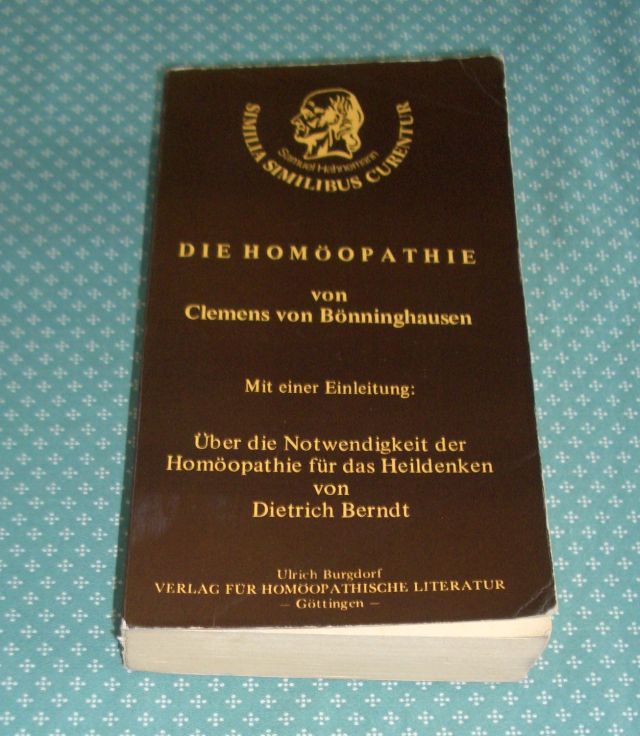 SIMILIA SIMILIBUS CURENTUR
Samuel Hahnemann
DIE HOMÖOPATHIE
von
Clemens von Bönninghausen
Mit einer Einleitung:
Über die Notwendigkeit der
Homöopathie für das Heildenken
von
Dietrich Berndt
Ulrich Burgdorf
VERLAG FÜR HOMÖOPATHISCHE LITERATUR
– Göttingen –